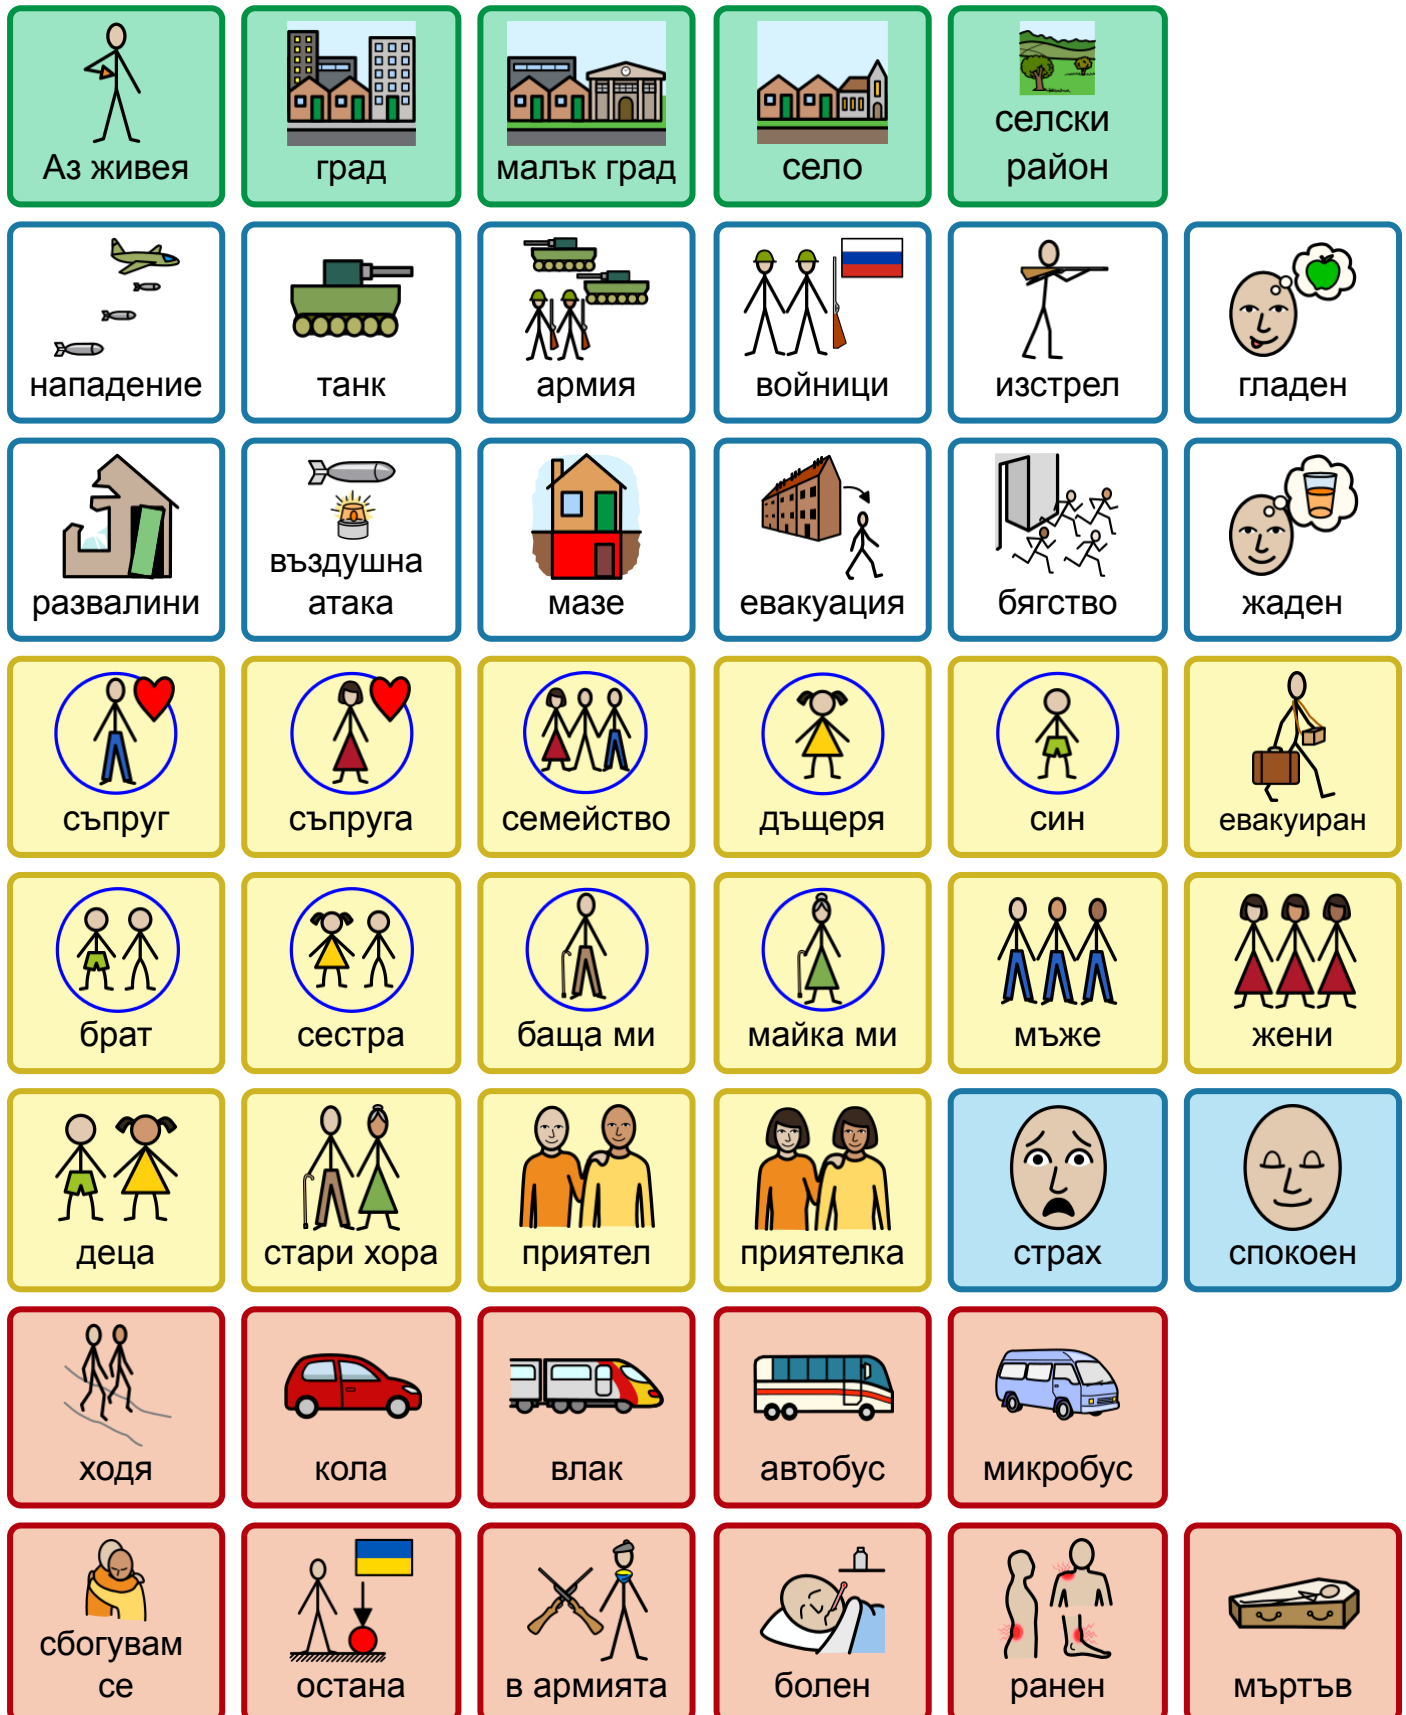 Аз живея
град
малък град
село
селски
район
нападение
танк
армия
войници
изстрел
гладен
развалини
въздушна
атака
мазе
евакуация
бягство
жаден
съпруг
съпруга
семейство
дъщеря
син
евакуиран
брат
сестра
баща ми
майка ми
мъже
жени
деца
стари хора
приятел
приятелка
страх
спокоен
ходя
кола
влак
автобус
микробус
сбогувам
се
остана
в армията
болен
ранен
мъртъв